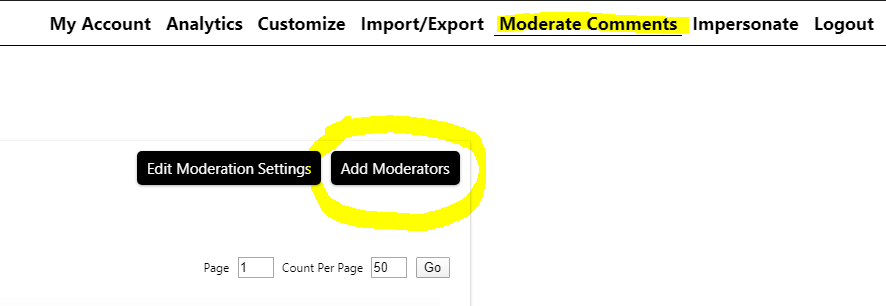 My Account Analytics Customize Import/Export Moderate Comments Impersonate Logout
Edit Moderation Settings Add Moderators
Page 1 Count Per Page 50 Go